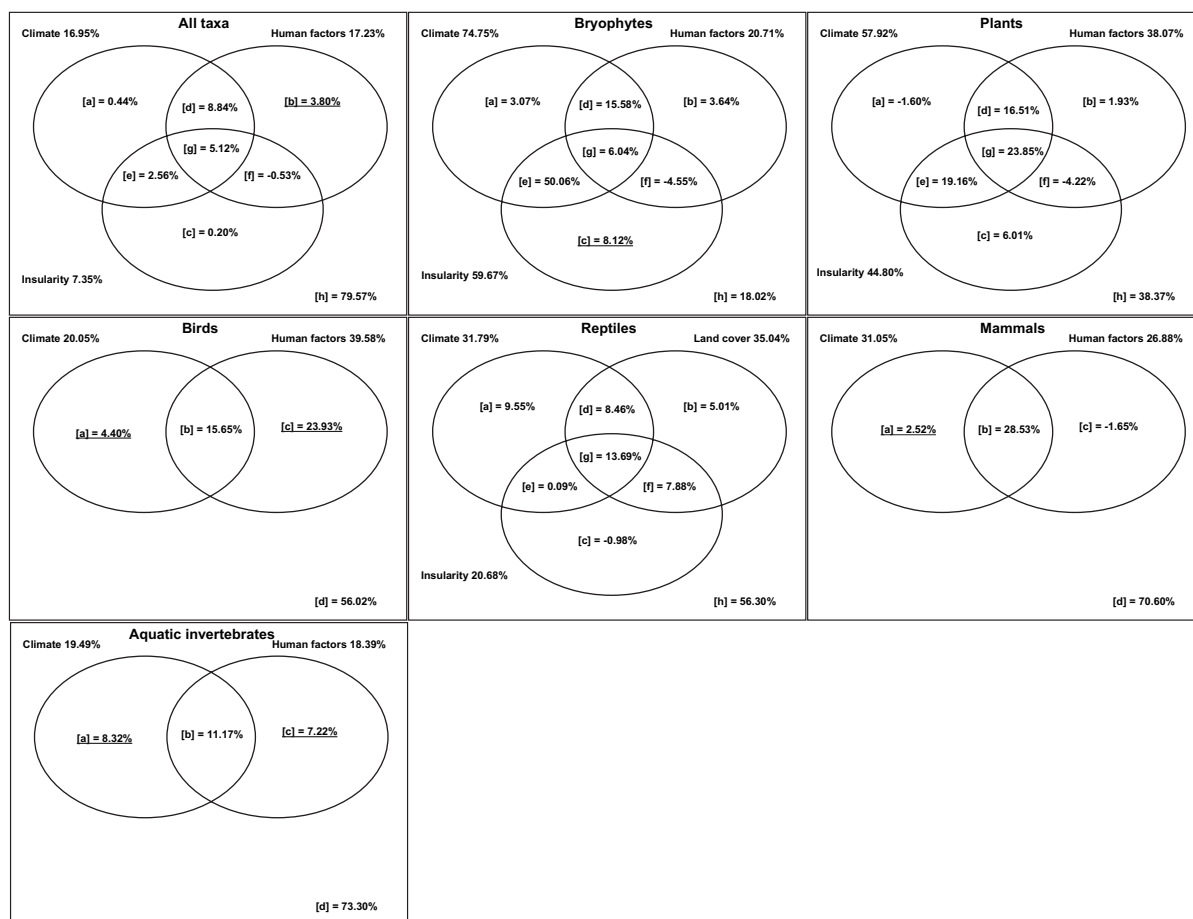 All taxa
Climate 16.95%
Human factors 17.23%
[a] = 0.44%
[d] = 8.84%
[b] = 3.80%
[g] = 5.12%
[e] = 2.56%
[f] = -0.53%
[c] = 0.20%
Insularity 7.35%
[h] = 79.57%
Bryophytes
Climate 74.75%
Human factors 20.71%
[a] = 3.07%
[d] = 15.58%
[b] = 3.64%
[g] = 6.04%
[e] = 50.06%
[f] = -4.55%
[c] = 8.12%
Insularity 59.67%
[h] = 18.02%
Plants
Climate 57.92%
Human factors 38.07%
[a] = -1.60%
[d] = 16.51%
[b] = 1.93%
[g] = 23.85%
[e] = 19.16%
[f] = -4.22%
[c] = 6.01%
Insularity 44.80%
[h] = 38.37%
Birds
Climate 20.05%
Human factors 39.58%
[a] = 4.40%
[b] = 15.65%
[c] = 23.93%
[d] = 56.02%
Reptiles
Climate 31.79%
Land cover 35.04%
[a] = 9.55%
[d] = 8.46%
[b] = 5.01%
[g] = 13.69%
[e] = 0.09%
[f] = 7.88%
[c] = -0.98%
Insularity 20.68%
[h] = 56.30%
Mammals
Climate 31.05%
Human factors 26.88%
[a] = 2.52%
[b] = 28.53%
[c] = -1.65%
[d] = 70.60%
Aquatic invertebrates
Climate 19.49%
Human factors 18.39%
[a] = 8.32%
[b] = 11.17%
[c] = 7.22%
[d] = 73.30%